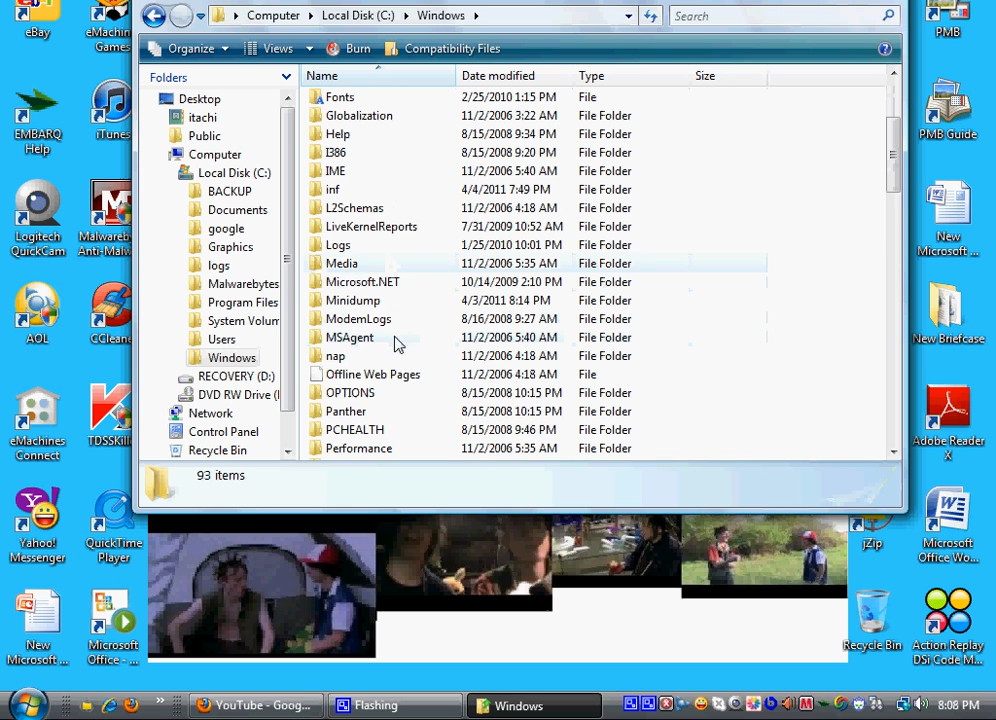 eBay
eMachin
Games
EMBARQ
Help
iTunes
Logitech
QuickCam
Malwareb
Anti-Malw
AOL
CCleane
eMachines
Connect
TDSSKill
Yahoo!
Messenger
QuickTime
Player
New
Microsoft ...
Microsoft
Office - ...
Computer
Local Disk (C:)
Windows
Search
Organize
Views
Burn
Compatibility Files
Folders
Desktop
itachi
Public
Computer
Local Disk (C:)
BACKUP
Documents
google
Graphics
logs
Malwarebytes
Program Files
System Volum
Users
Windows
RECOVERY (D:)
DVD RW Drive (
Network
Control Panel
Recycle Bin
Name Date modified Type Size
Fonts 2/25/2010 1:15 PM File
Globalization 11/2/2006 3:22 AM File Folder
Help 8/15/2008 9:34 PM File Folder
I386 8/15/2008 9:20 PM File Folder
IME 11/2/2006 5:40 AM File Folder
inf 4/4/2011 7:49 PM File Folder
L2Schemas 11/2/2006 4:18 AM File Folder
LiveKernelReports 7/31/2009 10:52 AM File Folder
Logs 1/25/2010 10:01 PM File Folder
Media 11/2/2006 5:35 AM File Folder
Microsoft.NET 10/14/2009 2:10 PM File Folder
Minidump 4/3/2011 8:14 PM File Folder
ModemLogs 8/16/2008 9:27 AM File Folder
MSAgent 11/2/2006 5:40 AM File Folder
nap 11/2/2006 4:18 AM File Folder
Offline Web Pages 11/2/2006 4:18 AM File
OPTIONS 8/15/2008 10:15 PM File Folder
Panther 8/15/2008 10:15 PM File Folder
PCHEALTH 8/15/2008 9:46 PM File Folder
Performance 11/2/2006 5:35 AM File Folder
93 items
PMB
PMB Guide
New
Microsoft ...
New Briefcase
Adobe Reader
X
jZip
Microsoft
Office Wo...
Recycle Bin
Action Replay
DSi Code M...
YouTube - Goog...
Flashing
Windows
8:08 PM